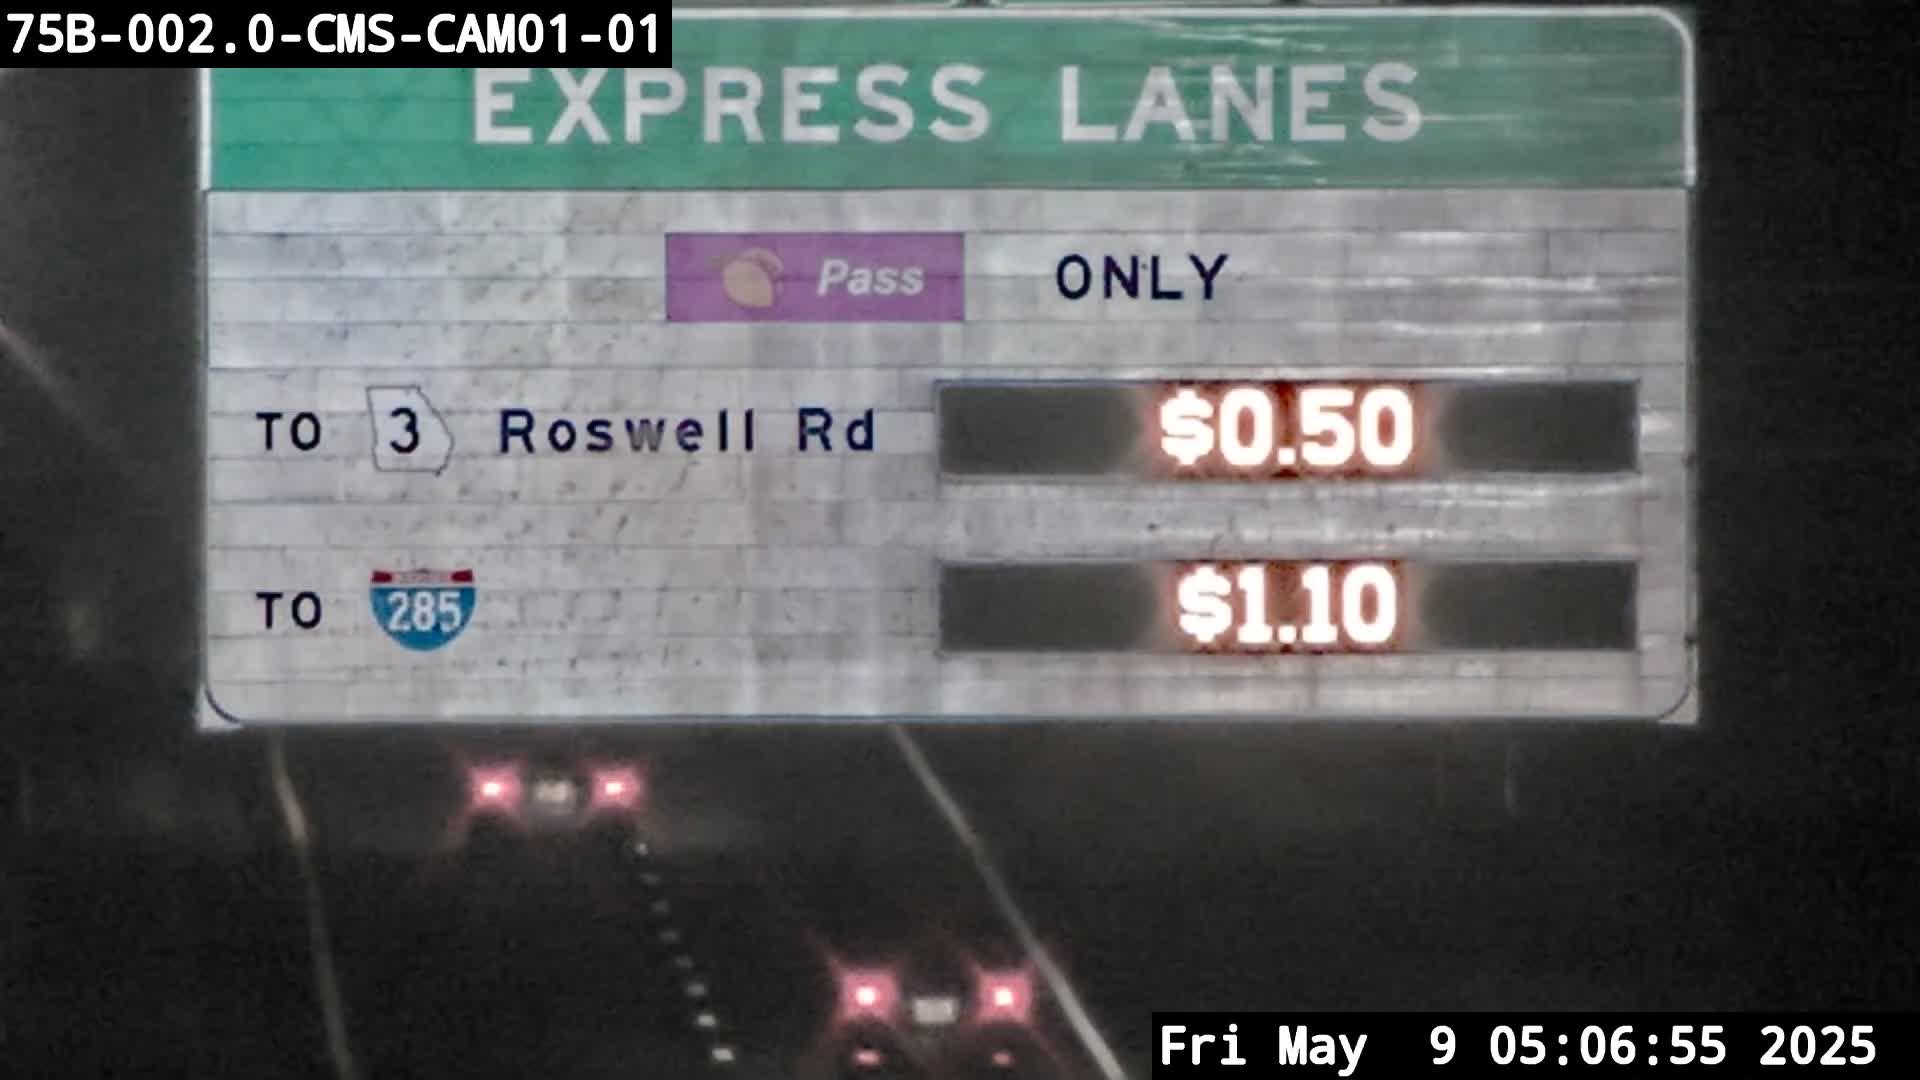 75B-002.0-CMS-CAM01-01
EXPRESS LANES
Pass ONLY
TO 3 Roswell Rd $0.50
TO 285 $1.10
Fri May 9 05:06:55 2025